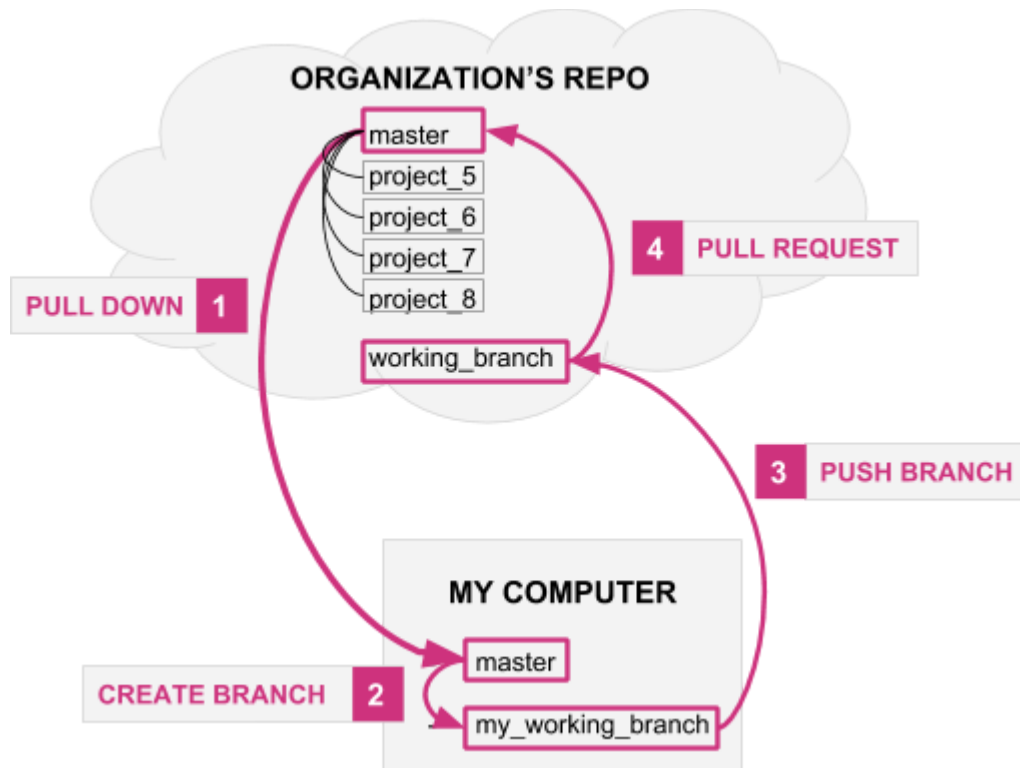 ORGANIZATION'S REPO
master
project_5
project_6
project_7
project_8
working_branch
PULL DOWN 1
4 PULL REQUEST
3 PUSH BRANCH
MY COMPUTER
master
CREATE BRANCH 2
my_working_branch